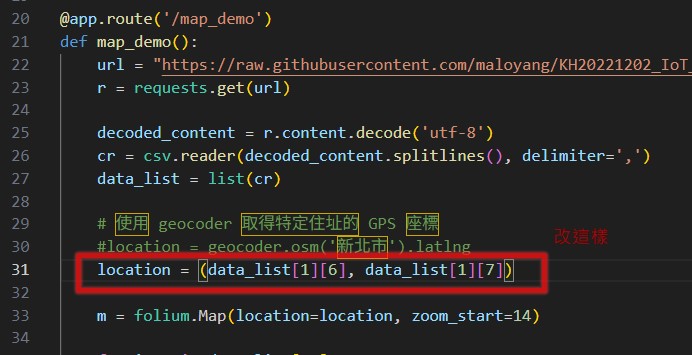 20 @app.route('/map_demo')
21 def map_demo():
22 url = "https://raw.githubusercontent.com/maloyang/KH20221202_IoT_
23 r = requests.get(url)
24
25 decoded_content = r.content.decode('utf-8')
26 cr = csv.reader(decoded_content.splitlines(), delimiter=',')
27 data_list = list(cr)
28
29 # 使用 geocoder 取得特定住址的 GPS 座標
30 #location = geocoder.osm('新北市').latlng 改這樣
31 location = (data_list[1][6], data_list[1][7])
32
33 m = folium.Map(location=location, zoom_start=14)
34